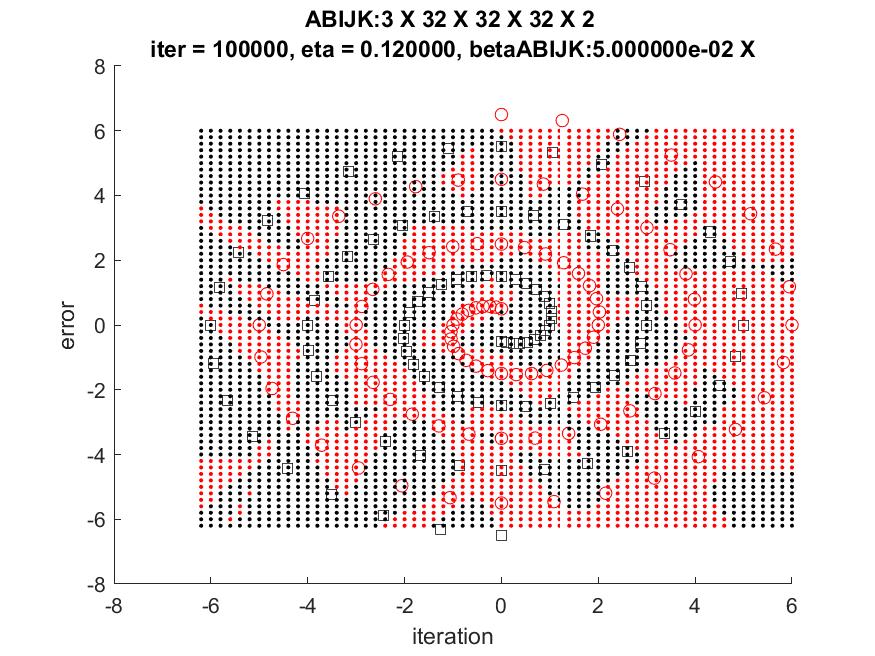 ABIJK:3 X 32 X 32 X 32 X 2
iter = 100000, eta = 0.120000, betaABIJK:5.000000e-02 X
8
6
4
2
0
-2
-4
-6
-8
error
-8 -6 -4 -2 0 2 4 6
iteration